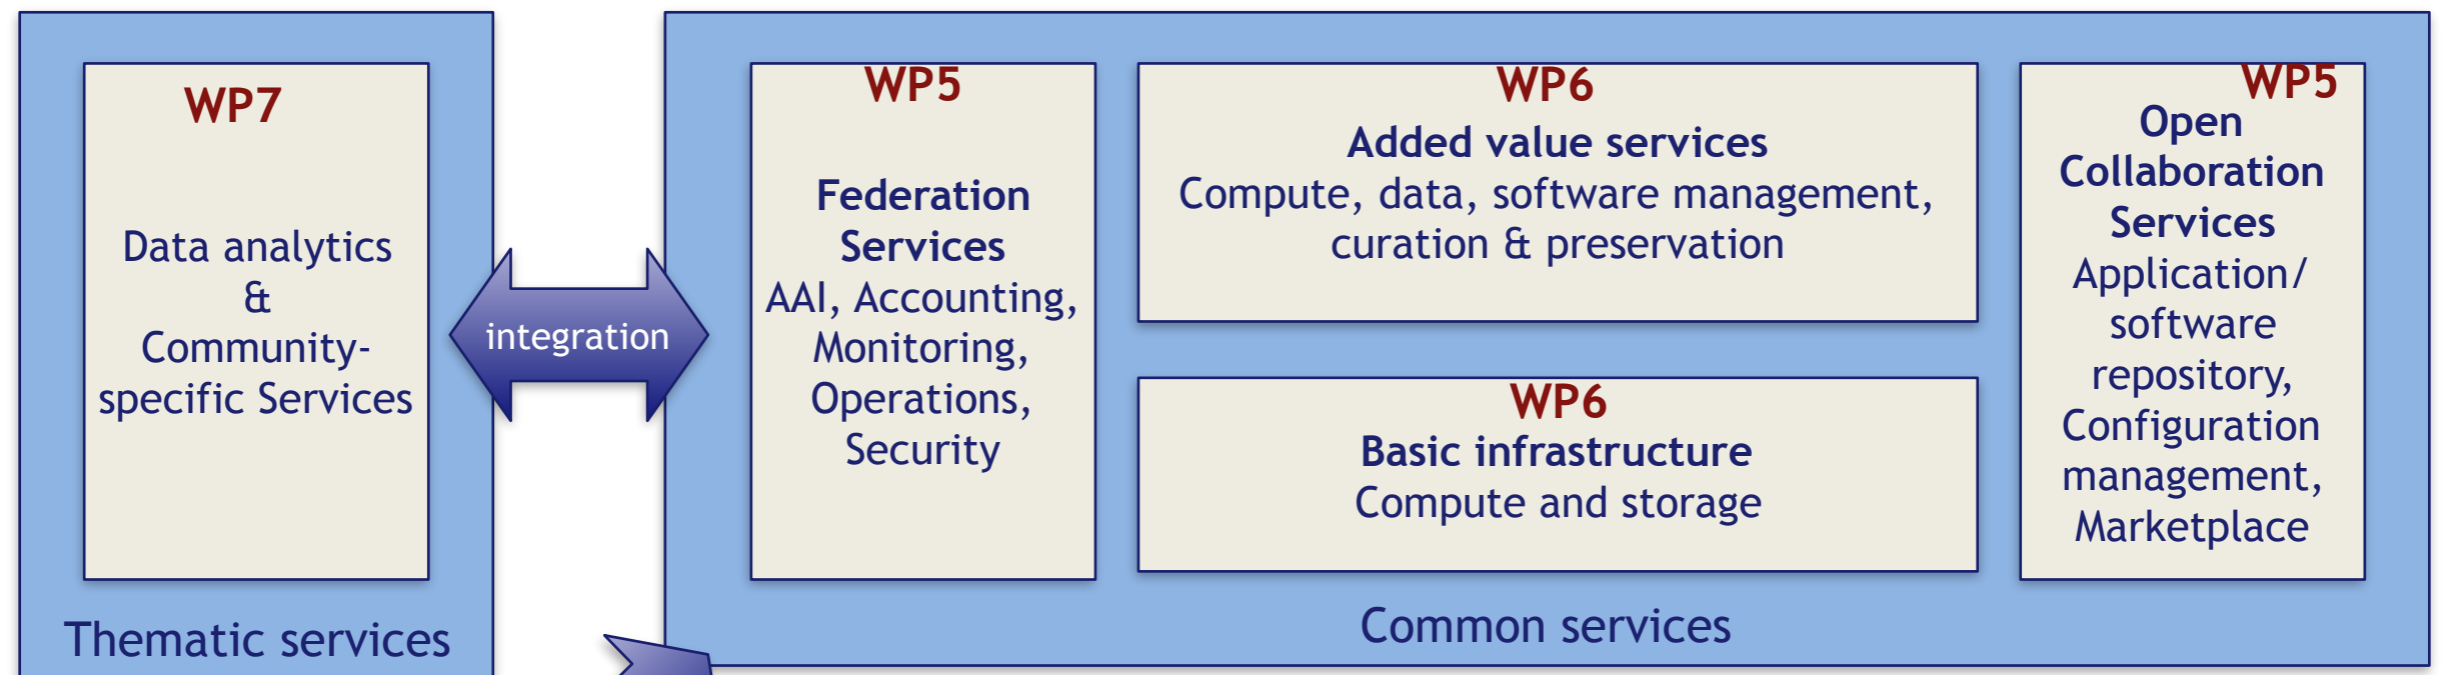 WP7
Data analytics
&
Community-
specific Services
Thematic services
integration
WP5
Federation
Services
AAI, Accounting,
Monitoring,
Operations,
Security
WP6
Added value services
Compute, data, software management,
curation & preservation
WP6
Basic infrastructure
Compute and storage
WP5
Open
Collaboration
Services
Application/
software
repository,
Configuration
management,
Marketplace
Common services